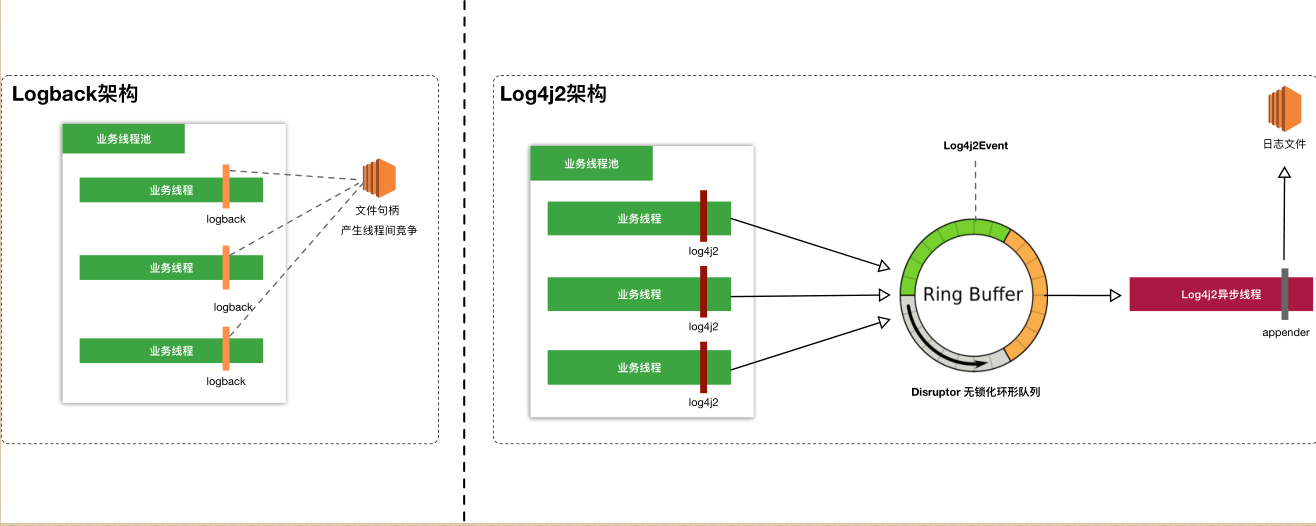 Logback架构
业务线程池
业务线程
logback
业务线程
logback
业务线程
logback
文件句柄
产生线程间竞争
Log4j2架构
业务线程池
业务线程
log4j2
业务线程
log4j2
业务线程
log4j2
Log4j2Event
Ring Buffer
Disruptor 无锁化环形队列
Log4j2异步线程
appender
日志文件